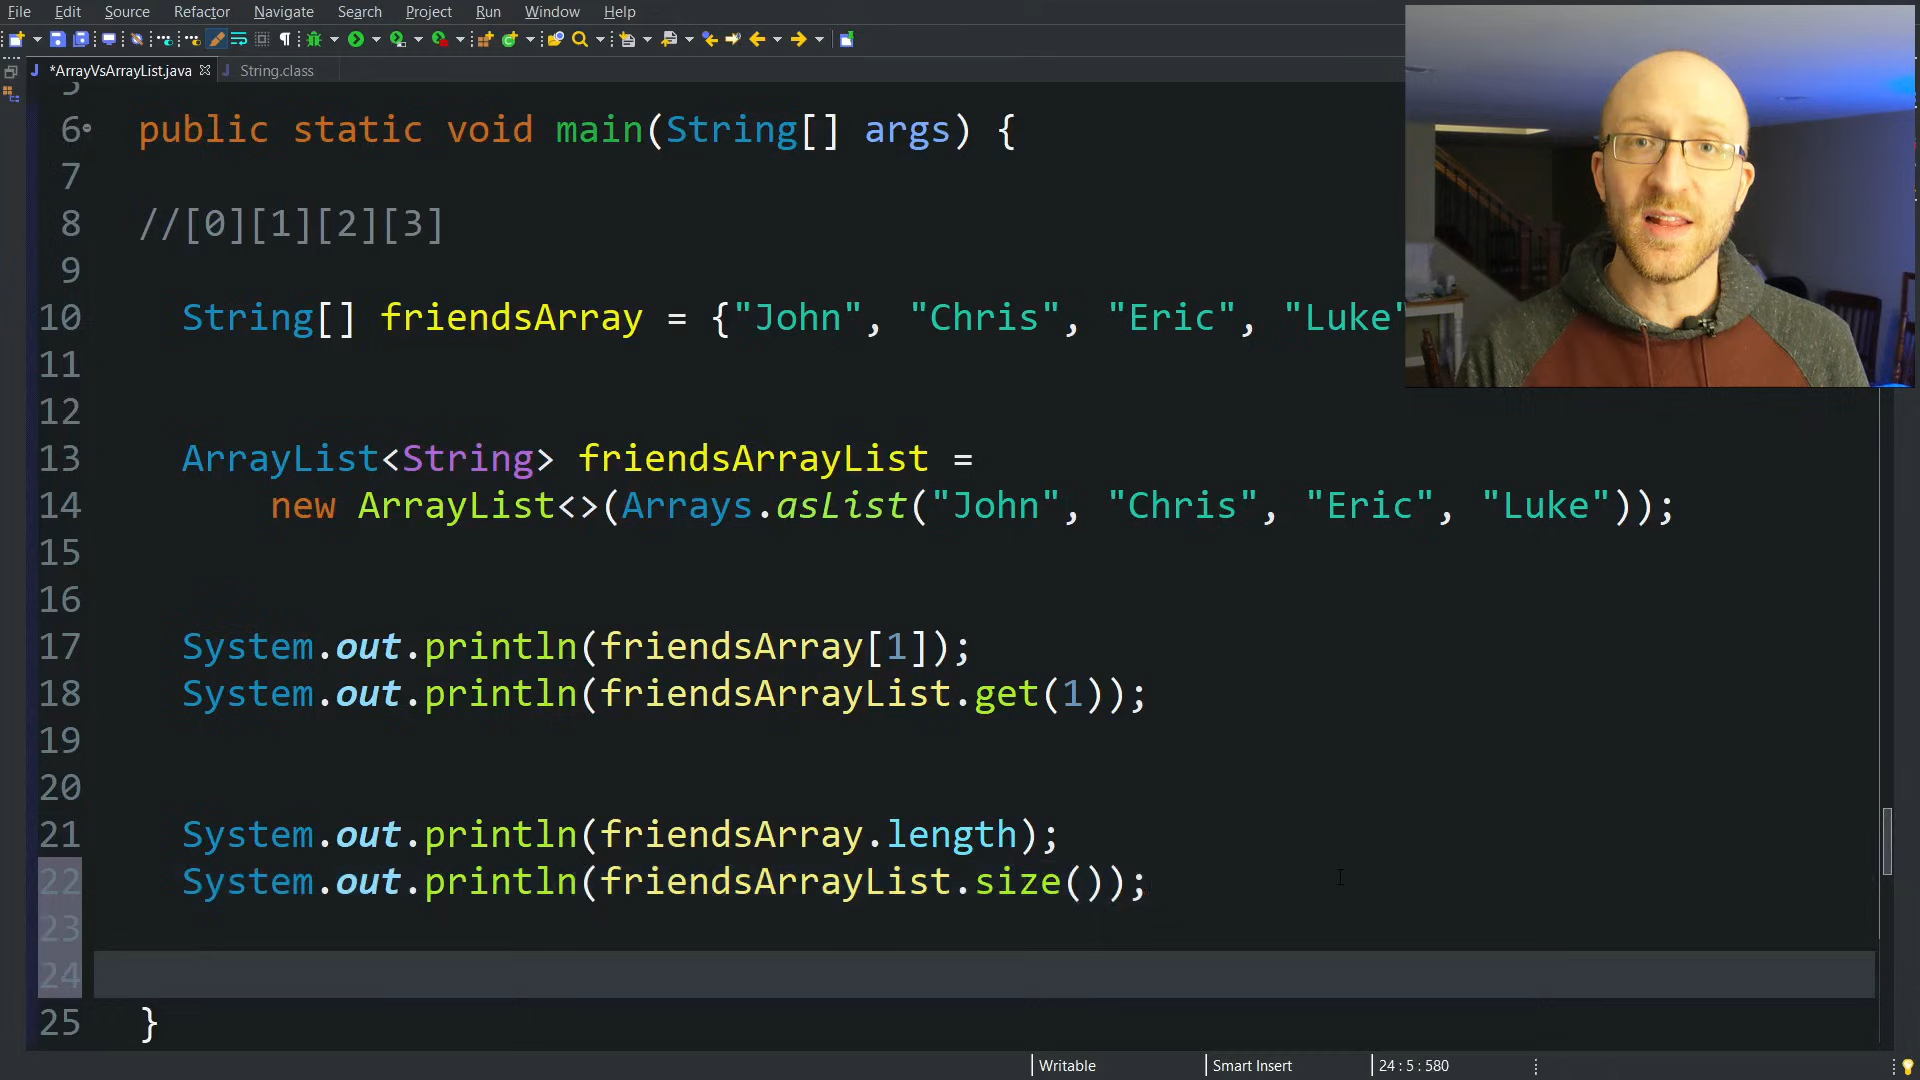 File Edit Source Refactor Navigate Search Project Run Window Help
*ArrayVsArrayList.java String.class
5
6 public static void main(String[] args) {
7
8 //[0][1][2][3]
9
10 String[] friendsArray = {"John", "Chris", "Eric", "Luke"
11
12
13 ArrayList<String> friendsArrayList =
14 new ArrayList<>(Arrays.asList("John", "Chris", "Eric", "Luke"));
15
16
17 System.out.println(friendsArray[1]);
18 System.out.println(friendsArrayList.get(1));
19
20
21 System.out.println(friendsArray.length);
22 System.out.println(friendsArrayList.size());
23
24
25 }
Writable Smart Insert 24 : 5 : 580